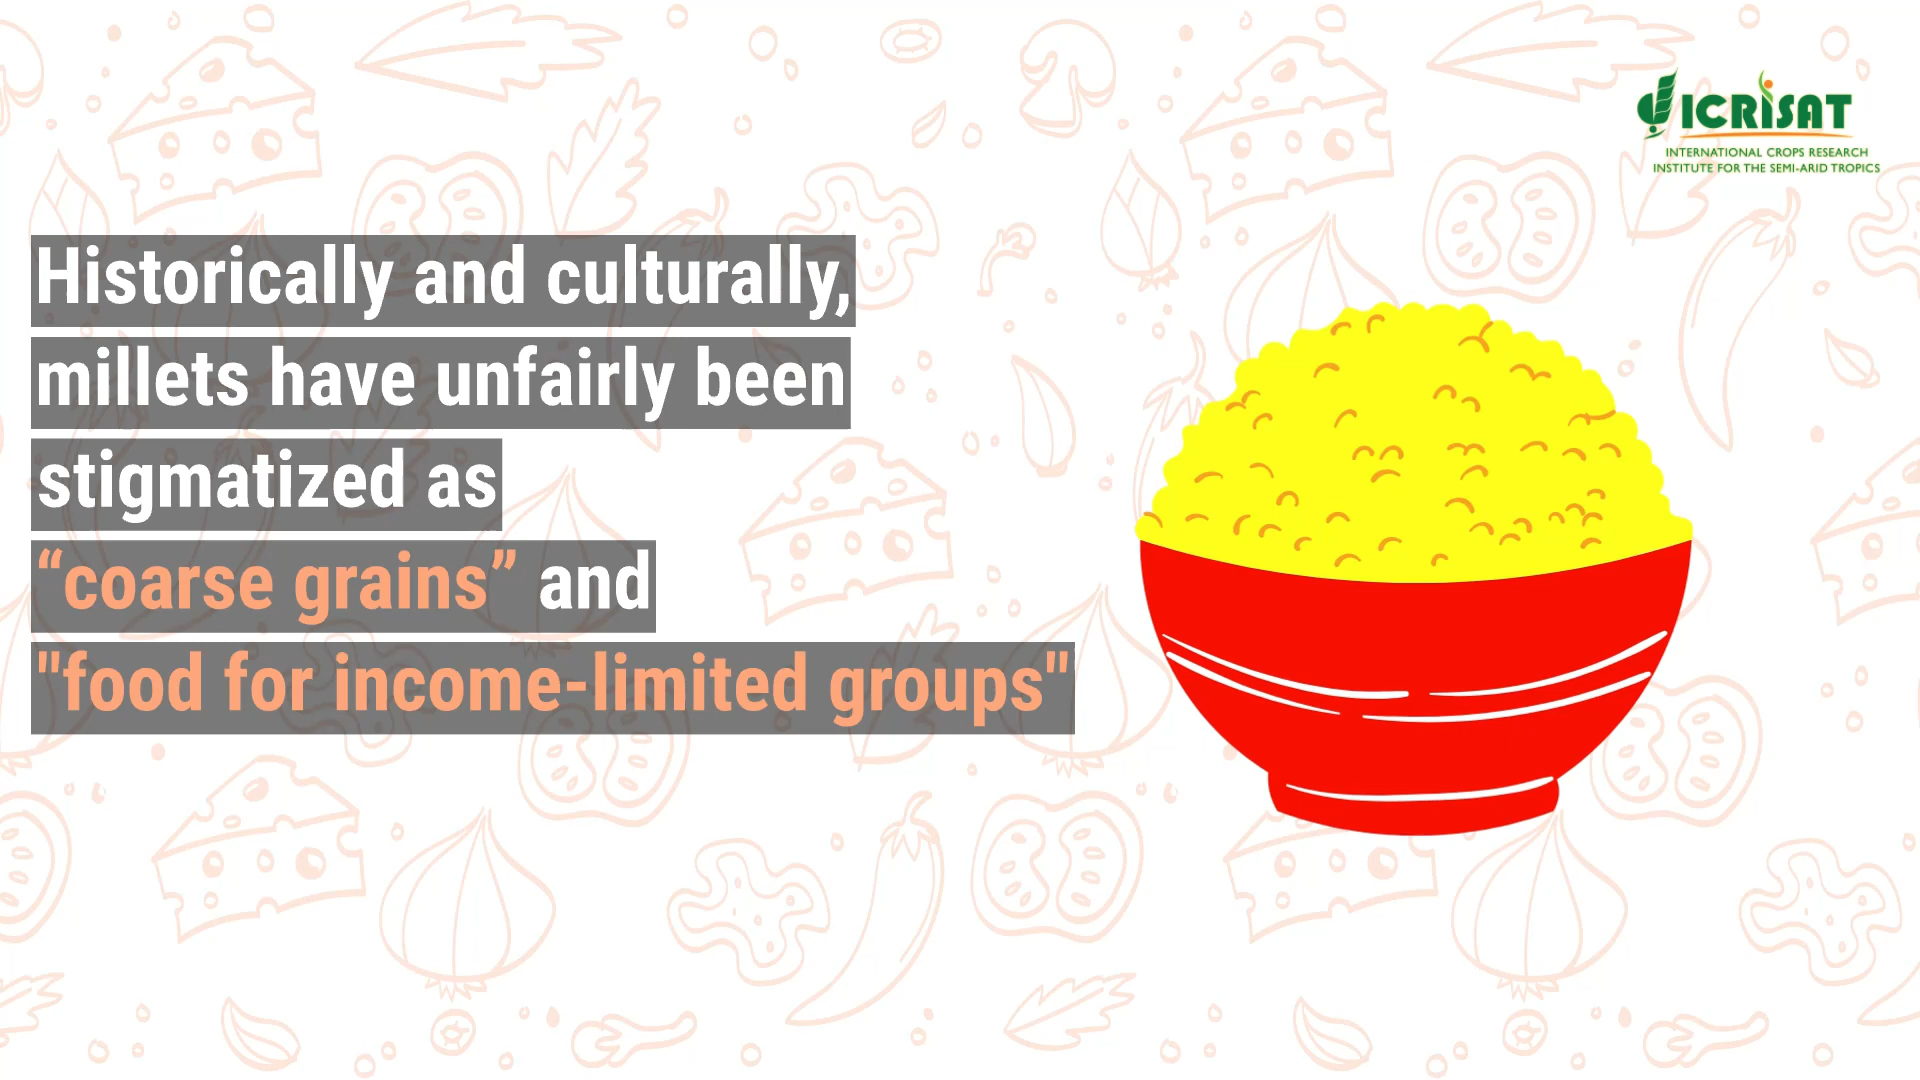 ICRISAT
INTERNATIONAL CROPS RESEARCH
INSTITUTE FOR THE SEMI-ARID TROPICS
Historically and culturally,
millets have unfairly been
stigmatized as
“coarse grains” and
"food for income-limited groups"